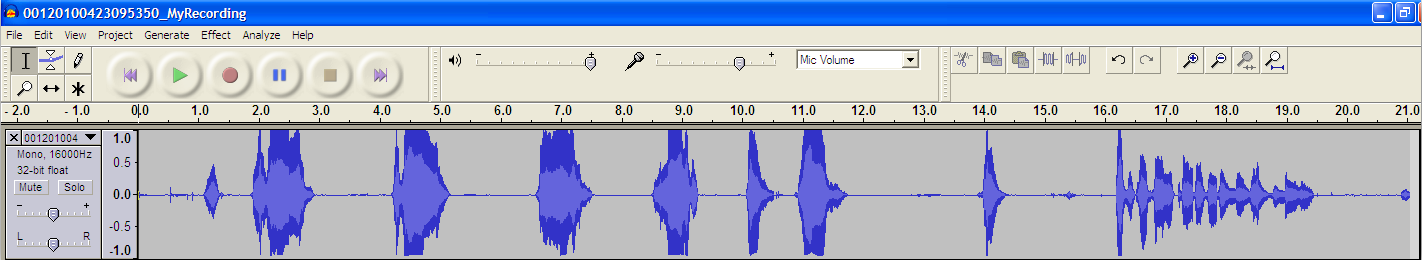 00120100423095350_MyRecording
File Edit View Project Generate Effect Analyze Help
Mic Volume
- 2.0 - 1.0 0.0 1.0 2.0 3.0 4.0 5.0 6.0 7.0 8.0 9.0 10.0 11.0 12.0 13.0 14.0 15.0 16.0 17.0 18.0 19.0 20.0 21.0
001201004
Mono, 16000Hz
32-bit float
Mute Solo
- +
L R
1.0
0.5
0.0
-0.5
-1.0